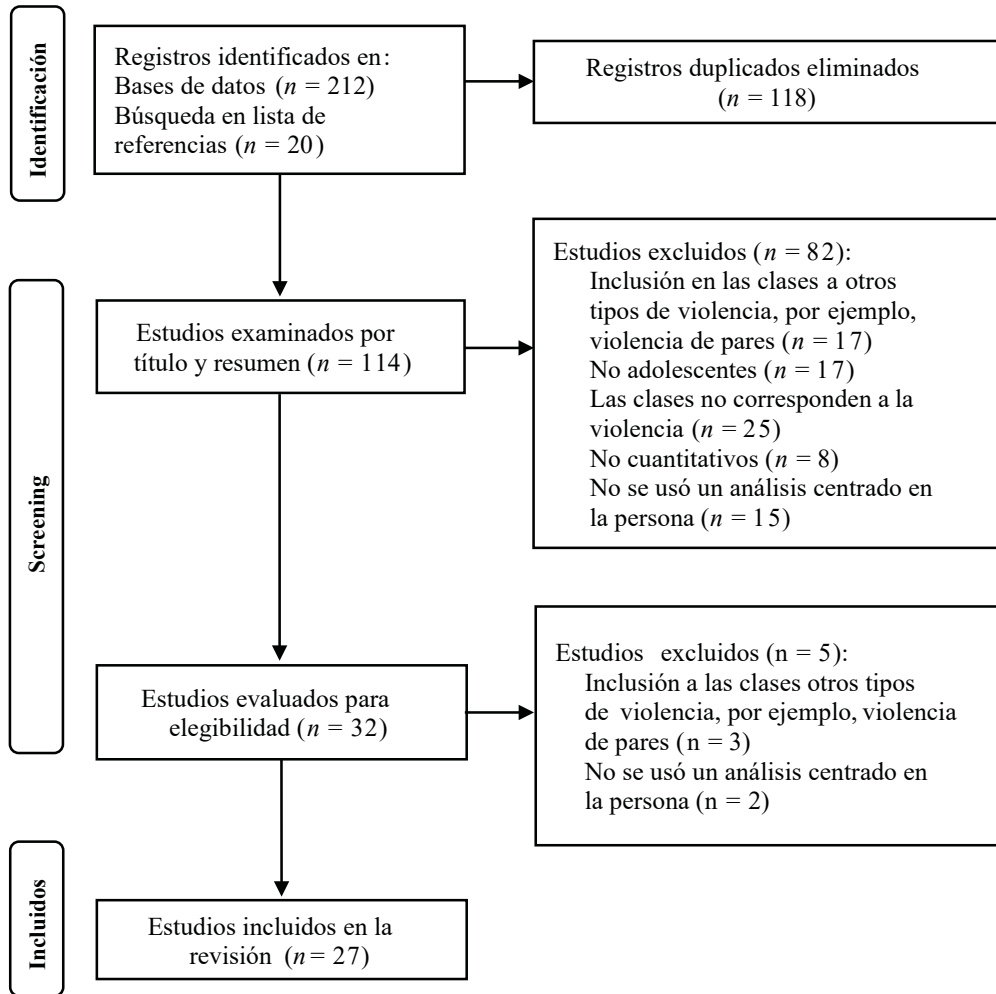 Identificación
Registros identificados en:
Bases de datos (n = 212)
Búsqueda en lista de
referencias (n = 20)
Registros duplicados eliminados
(n = 118)
Screening
Estudios examinados por
título y resumen (n = 114)
Estudios excluidos (n = 82):
Inclusión en las clases a otros
tipos de violencia, por ejemplo,
violencia de pares (n = 17)
No adolescentes (n = 17)
Las clases no corresponden a la
violencia (n = 25)
No cuantitativos (n = 8)
No se usó un análisis centrado en
la persona (n = 15)
Estudios evaluados para
elegibilidad (n = 32)
Estudios excluidos (n = 5):
Inclusión a las clases otros tipos
de violencia, por ejemplo, violencia
de pares (n = 3)
No se usó un análisis centrado en
la persona (n = 2)
Incluidos
Estudios incluidos en la
revisión (n = 27)